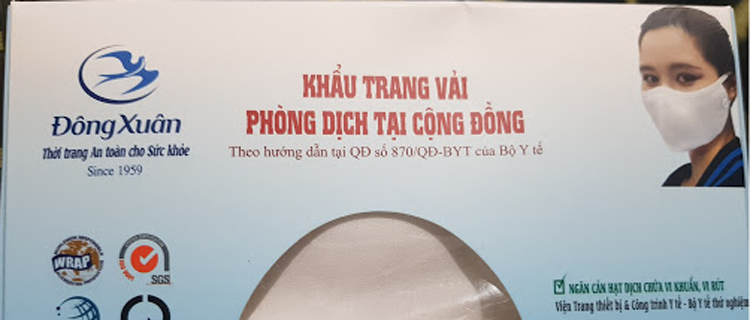 ĐôngXuân
Thời trang An toàn cho Sức khỏe
Since 1959
KHẨU TRANG VẢI
PHÒNG DỊCH TẠI CỘNG ĐỒNG
Theo hướng dẫn tại QĐ số 870/QĐ-BYT của Bộ Y tế
WRAP
SGS
NGĂN CẢN HẠT DỊCH CHỨA VI KHUẨN, VI RÚT
Viện Trang thiết bị & Công trình Y tế - Bộ Y tế thử nghiệm